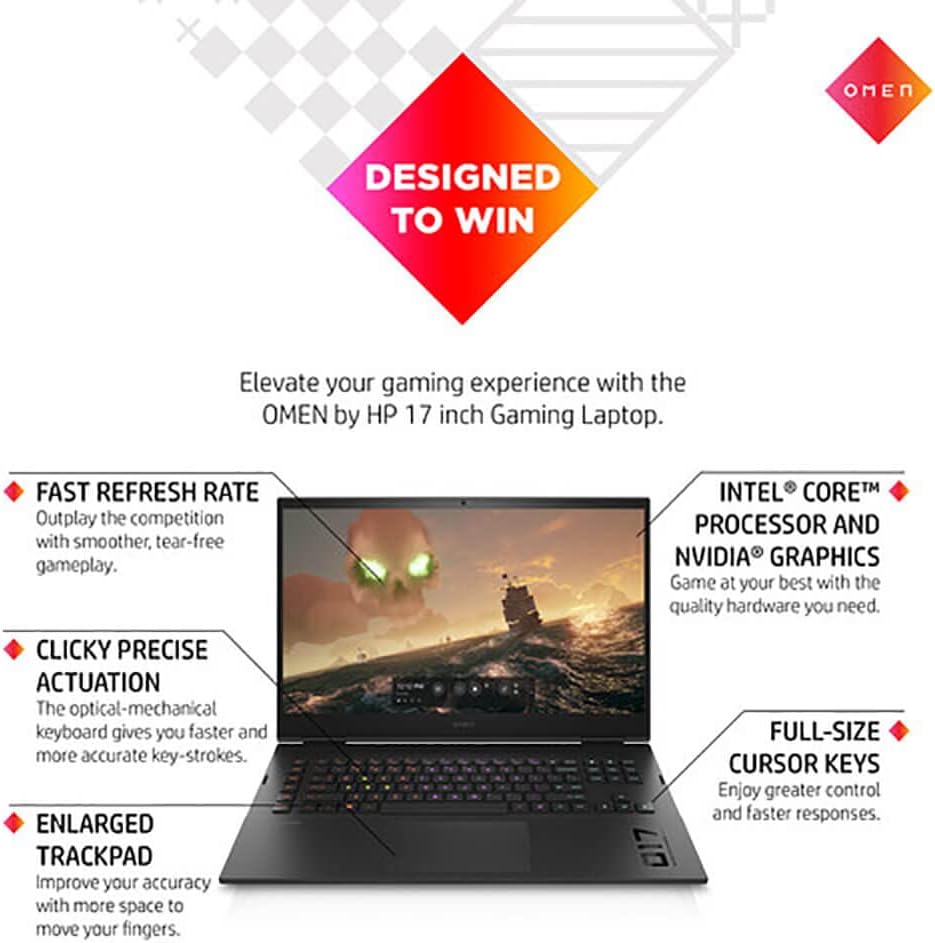 OMEN
DESIGNED
TO WIN
Elevate your gaming experience with the
OMEN by HP 17 inch Gaming Laptop.
FAST REFRESH RATE
Outplay the competition
with smoother, tear-free
gameplay.
CLICKY PRECISE
ACTUATION
The optical-mechanical
keyboard gives you faster and
more accurate key-strokes.
ENLARGED
TRACKPAD
Improve your accuracy
with more space to
move your fingers.
INTEL® CORE™
PROCESSOR AND
NVIDIA® GRAPHICS
Game at your best with the
quality hardware you need.
FULL-SIZE
CURSOR KEYS
Enjoy greater control
and faster responses.
17